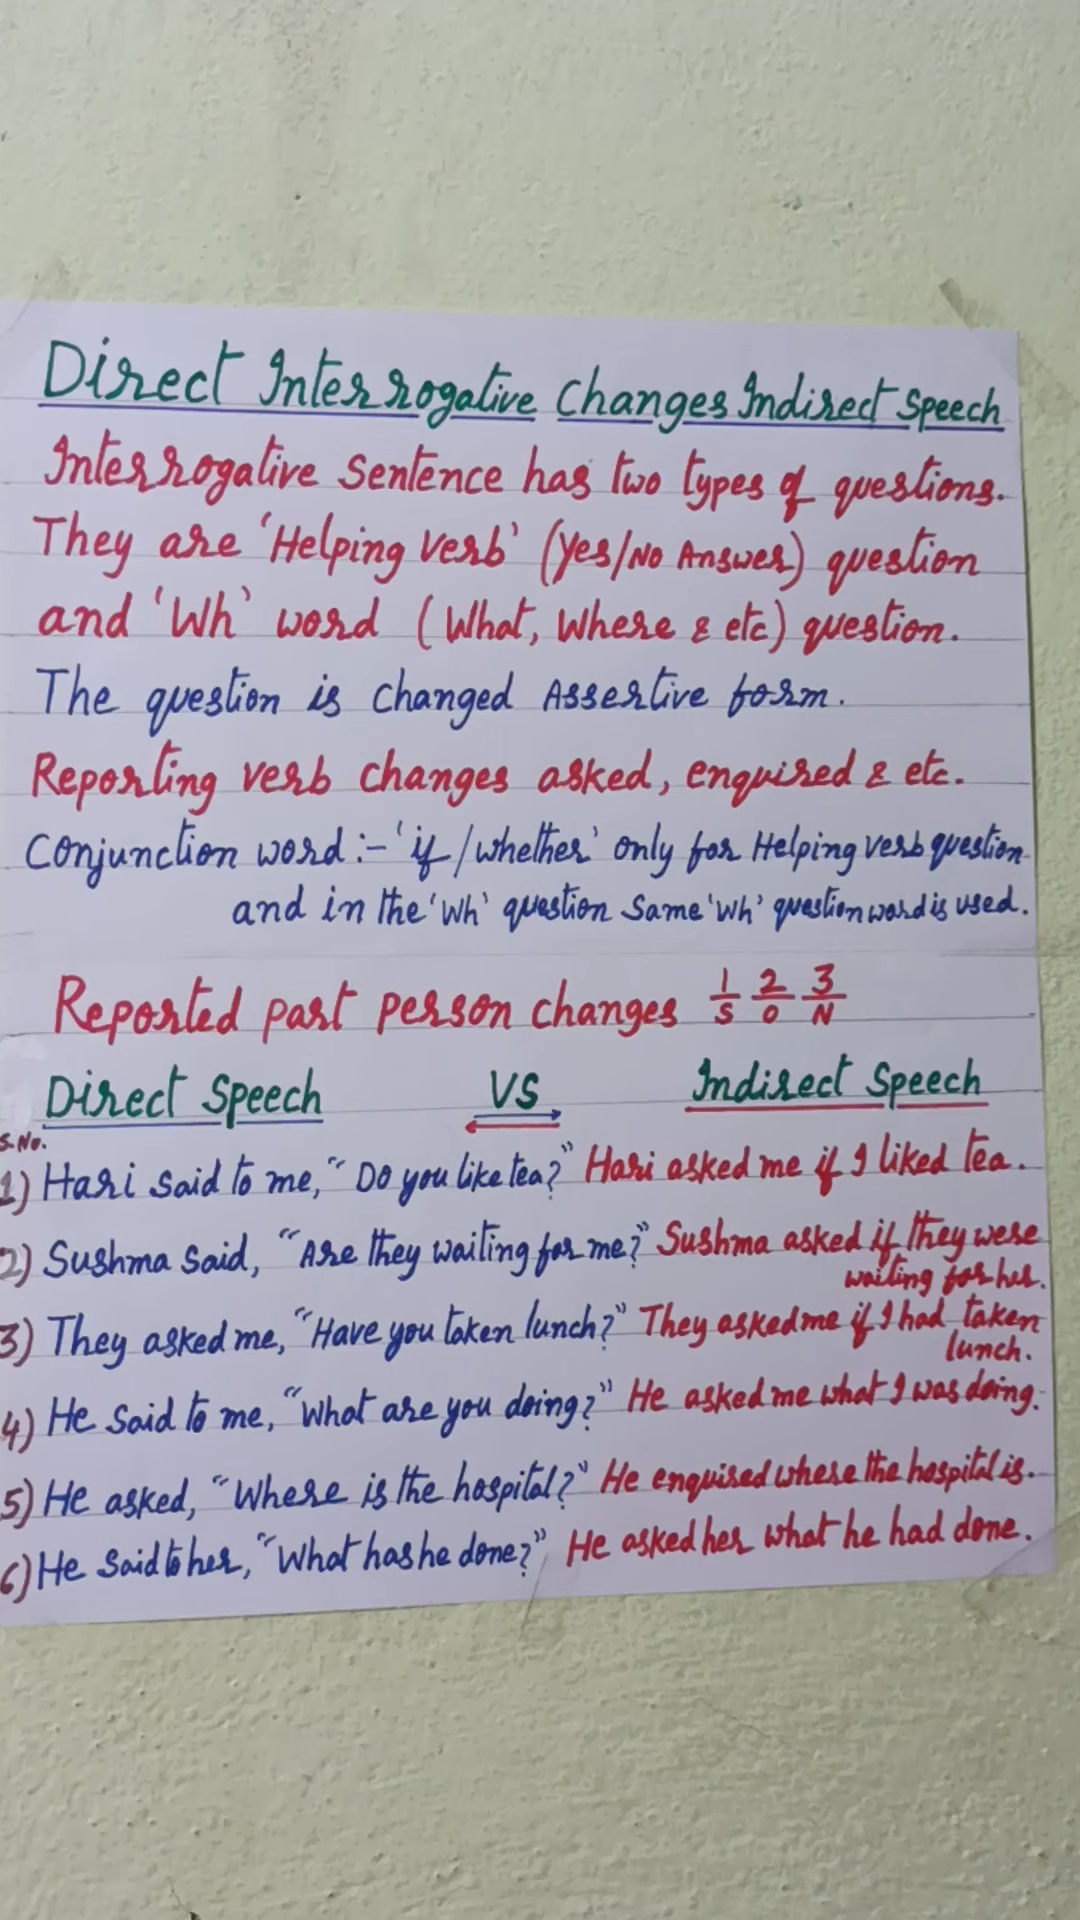 Direct Interrogative Changes Indirect Speech
Interrogative Sentence has two types of questions.
They are 'Helping verb' (Yes/No Answer) question
and 'Wh' word (What, Where & etc) question.
The question is changed Assertive form.
Reporting verb changes asked, enquired & etc.
Conjunction word :- 'if/whether' only for Helping verb question
and in the 'Wh' question Same 'Wh' question word is used.
Reported part person changes 1/S 2/O 3/N
Direct Speech VS Indirect Speech
S.No.
1) Hari said to me, "Do you like tea?" Hari asked me if I liked tea.
2) Sushma said, "Are they waiting for me?" Sushma asked if they were
waiting for her.
3) They asked me, "Have you taken lunch?" They asked me if I had taken
lunch.
4) He said to me, "What are you doing?" He asked me what I was doing.
5) He asked, "Where is the hospital?" He enquired where the hospital is.
6) He said to her, "What has he done?" He asked her what he had done.